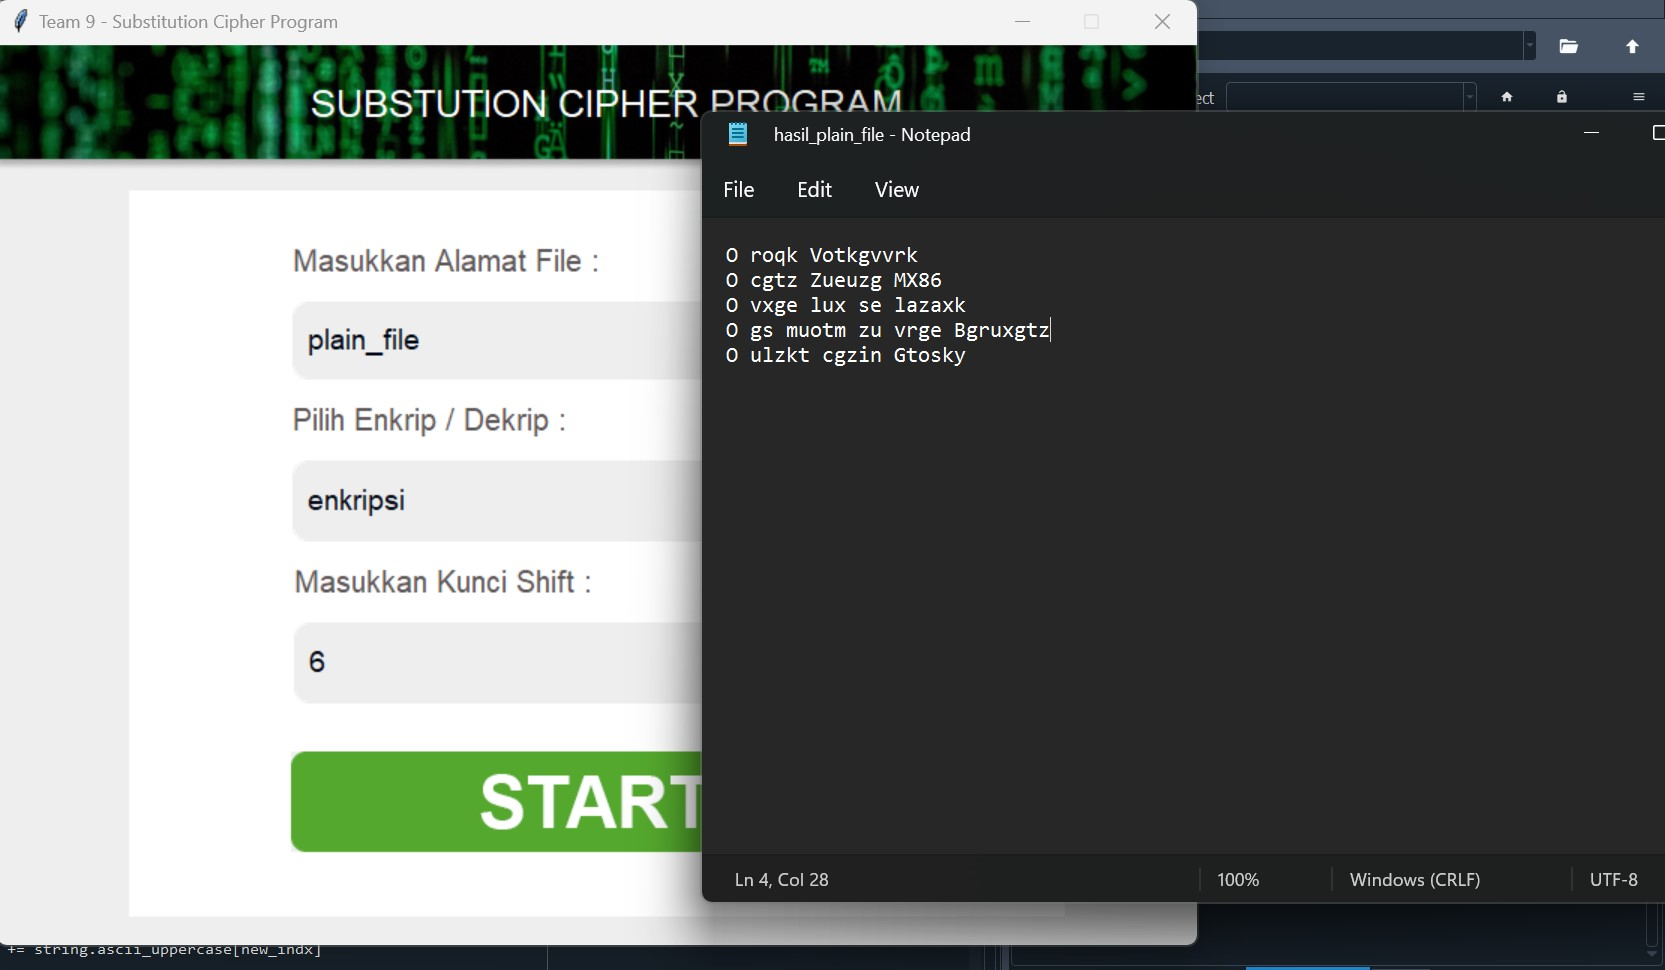 Team 9 - Substitution Cipher Program
SUBSTUTION CIPHER PROGRAM
ect
Masukkan Alamat File :
plain_file
Pilih Enkrip / Dekrip :
enkripsi
Masukkan Kunci Shift :
6
START
hasil_plain_file - Notepad
File Edit View
O roqk Votkgvvrk
O cgtz Zueuzg MX86
O vxge lux se lazaxk
O gs muotm zu vrge Bgruxgtz
O ulzkt cgzin Gtosky
Ln 4, Col 28
100%
Windows (CRLF)
UTF-8
+= string.ascii_uppercase[new_indx]